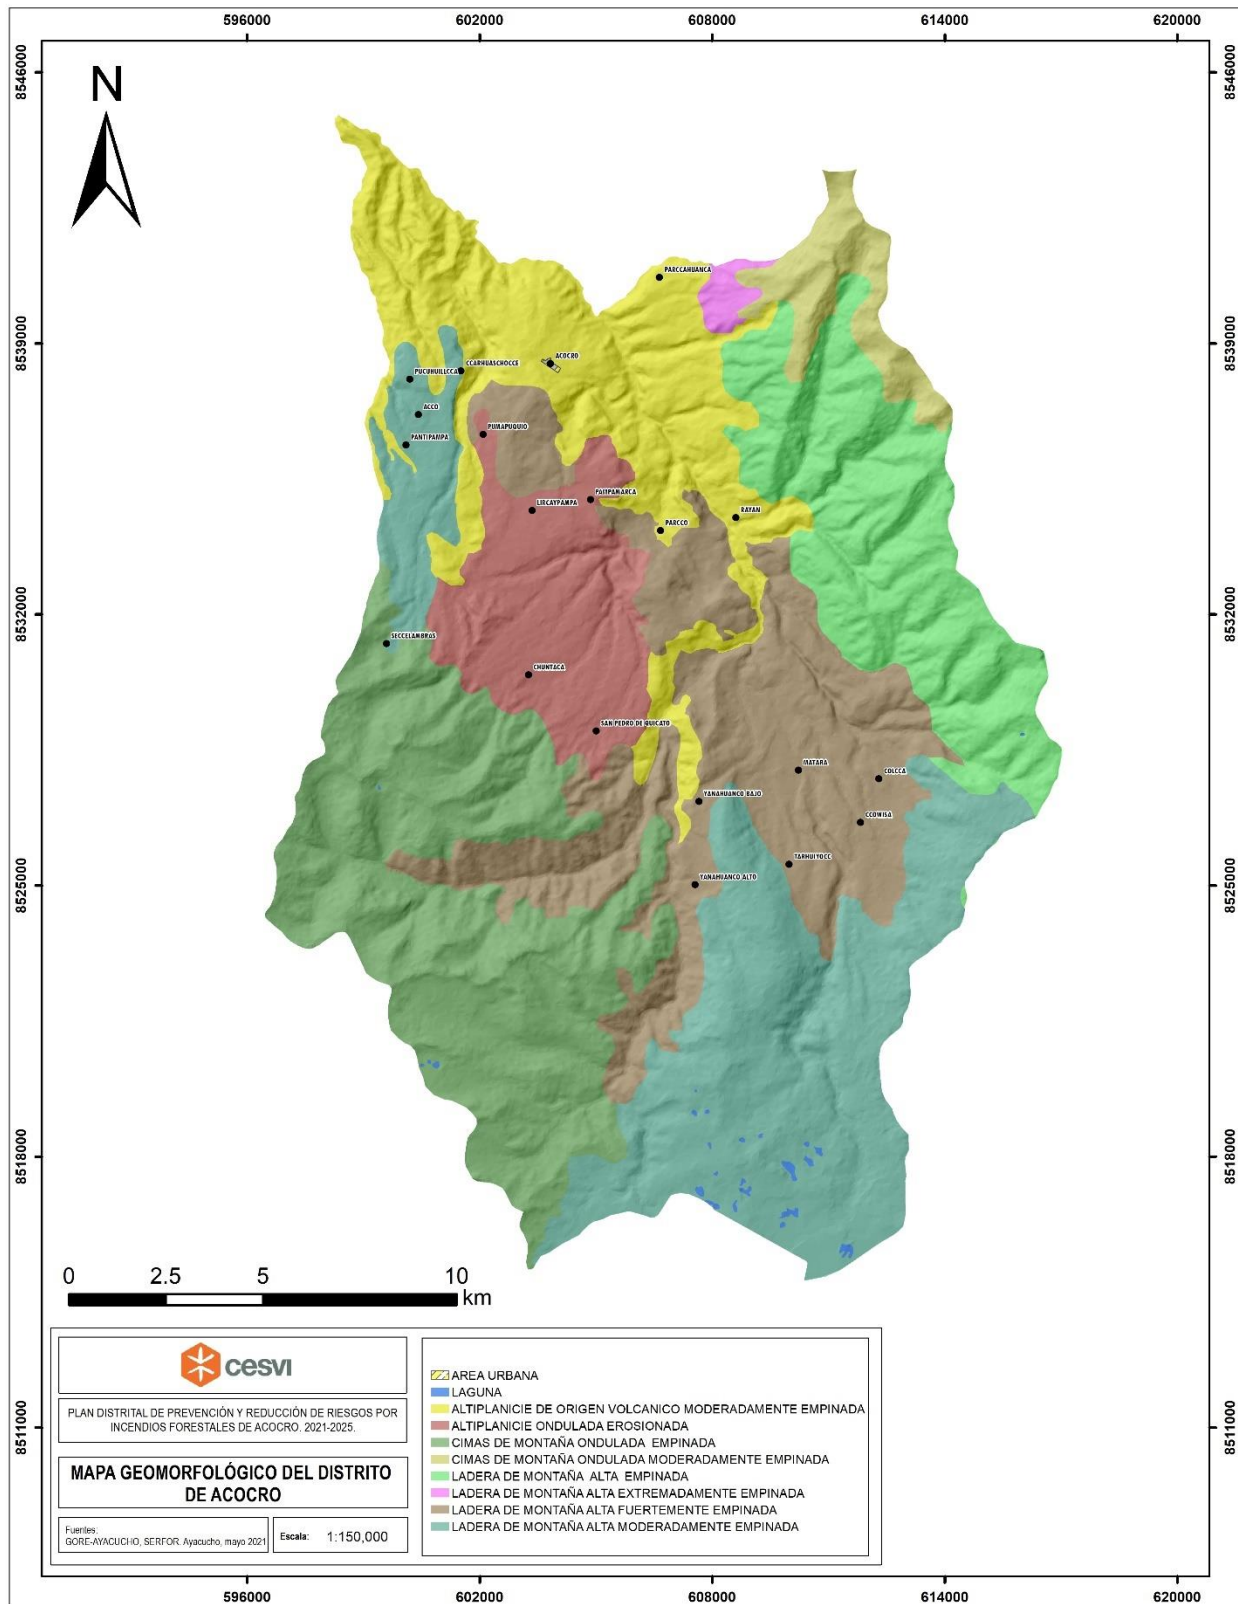 596000 602000 608000 614000 620000
8546000 8546000
N
PARCCAHUANCA
8539000 8539000
CCARHUASCHOCCE
ACOCRO
PUCUHUILLCCA
ACCO
PUMAPUQUIO
PANTIPAMPA
PAMPAMARCA
LIRCAYPAMPA
RAYAN
PARCCO
8532000 8532000
SECCELAMBRAS
CHUNTACA
SAN PEDRO DE QUICATO
MATARA
COLCCA
YANAHUANCO BAJO
CCOWISA
TARHUIYOCC
YANAHUANCO ALTO
8525000 8525000
8518000 8518000
0 2.5 5 10
km
cesvi
PLAN DISTRITAL DE PREVENCIÓN Y REDUCCIÓN DE RIESGOS POR
INCENDIOS FORESTALES DE ACOCRO. 2021-2025.
MAPA GEOMORFOLÓGICO DEL DISTRITO
DE ACOCRO
Fuentes:
GORE-AYACUCHO, SERFOR. Ayacucho, mayo 2021
Escala: 1:150,000
AREA URBANA
LAGUNA
ALTIPLANICIE DE ORIGEN VOLCANICO MODERADAMENTE EMPINADA
ALTIPLANICIE ONDULADA EROSIONADA
CIMAS DE MONTAÑA ONDULADA EMPINADA
CIMAS DE MONTAÑA ONDULADA MODERADAMENTE EMPINADA
LADERA DE MONTAÑA ALTA EMPINADA
LADERA DE MONTAÑA ALTA EXTREMADAMENTE EMPINADA
LADERA DE MONTAÑA ALTA FUERTEMENTE EMPINADA
LADERA DE MONTAÑA ALTA MODERADAMENTE EMPINADA
8511000 8511000
596000 602000 608000 614000 620000